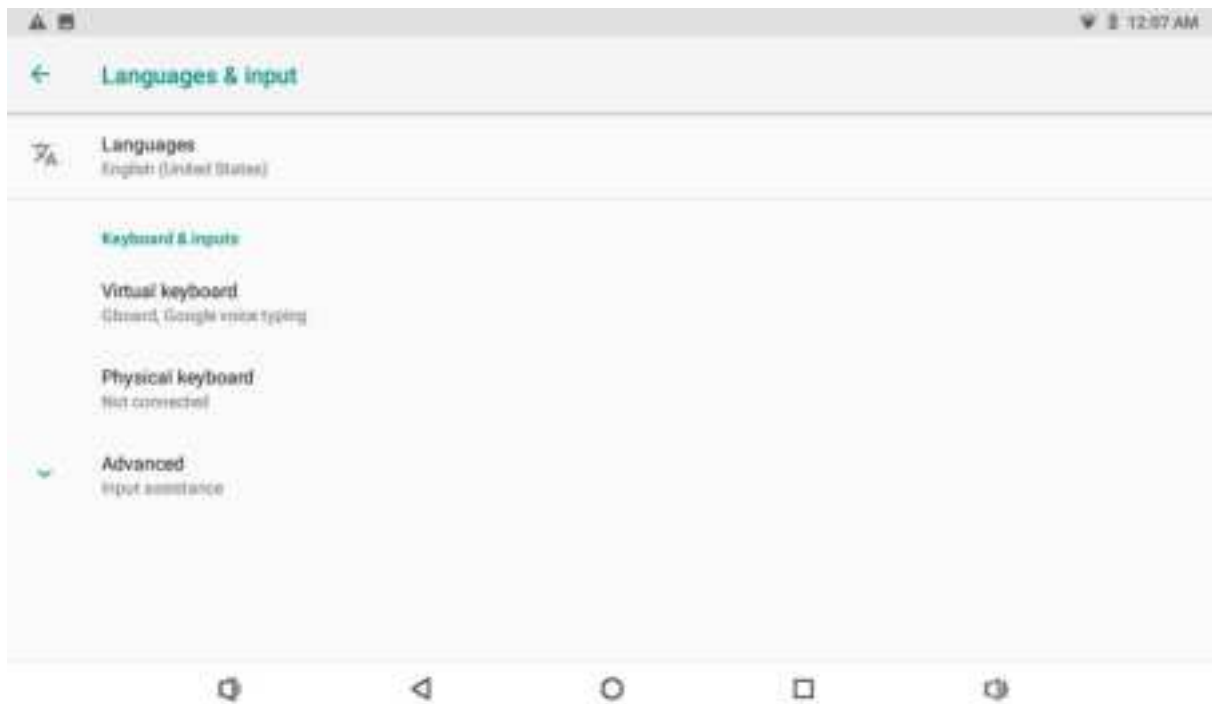 12:07 AM
Languages & input
Languages
English (United States)
Keyboard & inputs
Virtual keyboard
Gboard, Google voice typing
Physical keyboard
Not connected
Advanced
Input assistance